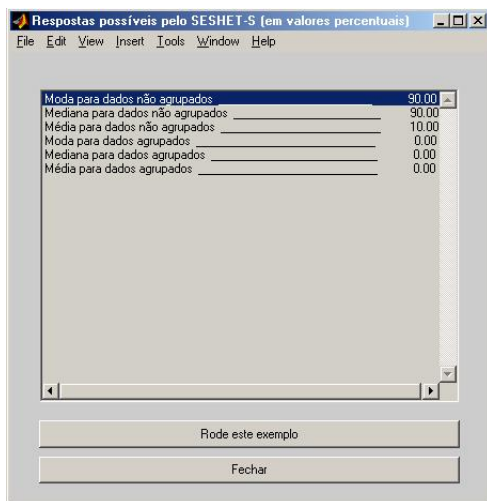 Respostas possíveis pelo SESHET-S (em valores percentuais)
File Edit View Insert Tools Window Help
Moda para dados não agrupados 90.00
Mediana para dados não agrupados 90.00
Média para dados não agrupados 10.00
Moda para dados agrupados 0.00
Mediana para dados agrupados 0.00
Média para dados agrupados 0.00
Rode este exemplo
Fechar